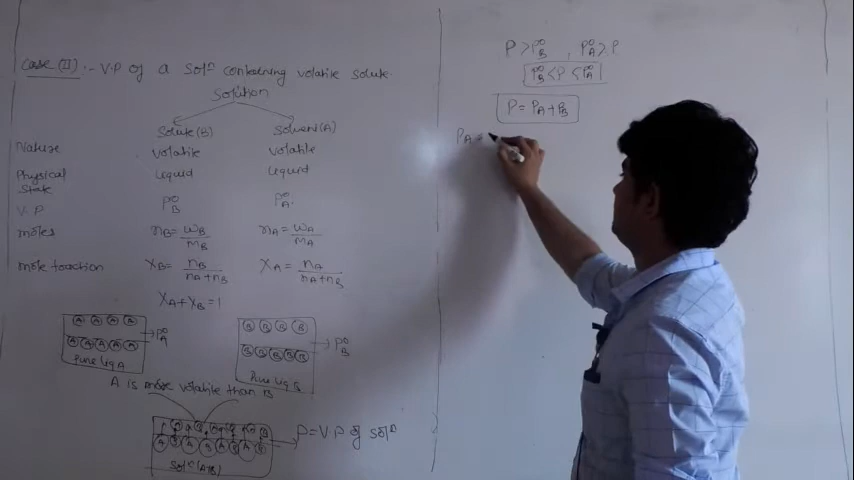 Case (II) :- V.P of a solⁿ containing volatile solute.
Solution
Solute(B) Solvent(A)
Nature volatile volatile
Physical State liquid liquid
V.P P°B P°A.
moles nB = wB/mB nA = wA/mA
mole fraction XB = nB/(nA+nB) XA = nA/(nA+nB)
XA + XB = 1
A A A A P°A
A A A A A
Pure liq A
B B B B P°B
B B B B B
Pure liq B
A is more volatile than B
P = V.P of solⁿ
Solⁿ (A+B)
P > P°B , P°A > P
P°B < P < P°A
P = PA + PB
PA =